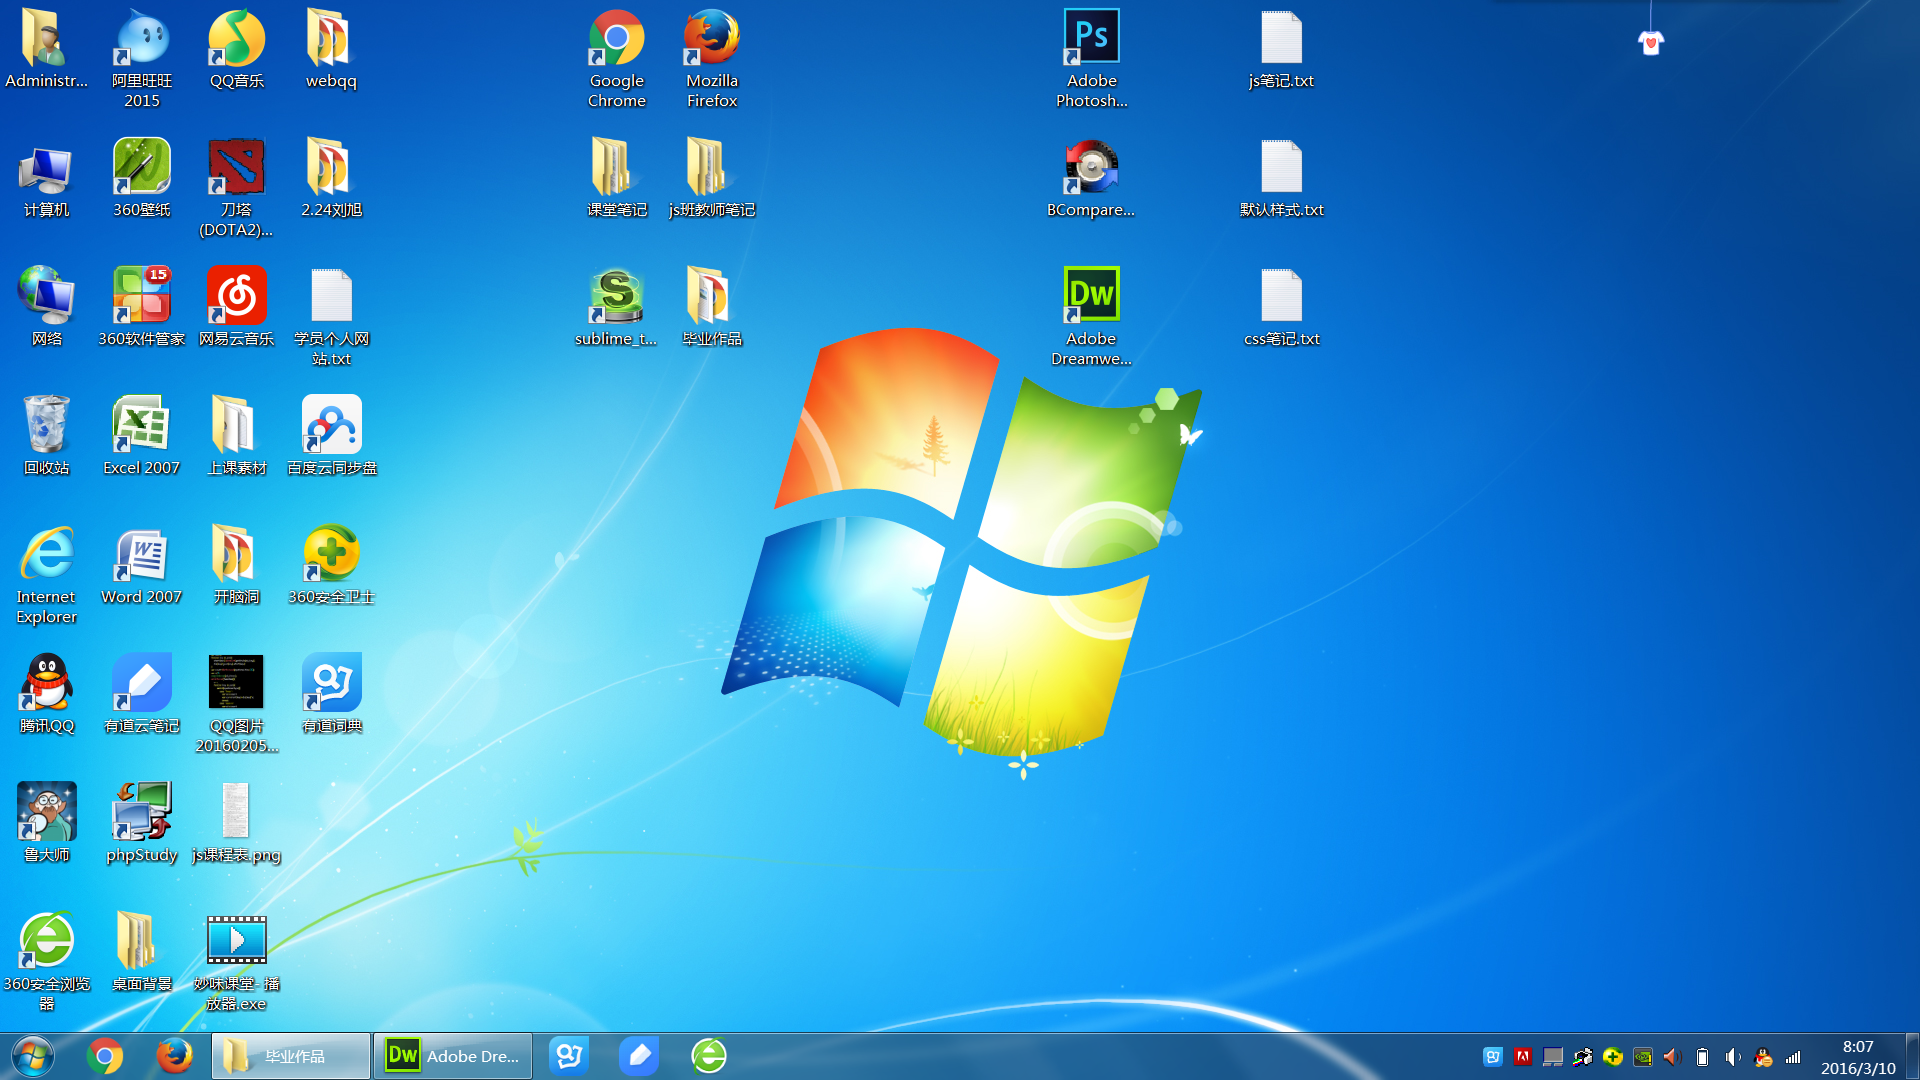 Administr...
阿里旺旺
2015
QQ音乐
webqq
Google
Chrome
Mozilla
Firefox
Ps
Adobe
Photosh...
js笔记.txt
计算机
360壁纸
刀塔
(DOTA2)...
2.24刘旭
课堂笔记
js班教师笔记
BCompare...
默认样式.txt
网络
15
360软件管家
网易云音乐
学员个人网
站.txt
S
sublime_t...
毕业作品
Dw
Adobe
Dreamwe...
css笔记.txt
回收站
Excel 2007
上课素材
百度云同步盘
Internet
Explorer
Word 2007
开脑洞
360安全卫士
腾讯QQ
有道云笔记
QQ图片
20160205...
有道词典
鲁大师
phpStudy
js课程表.png
360安全浏览
器
桌面背景
妙味课堂- 播
放器.exe
毕业作品
Dw
Adobe Dre...
8:07
2016/3/10